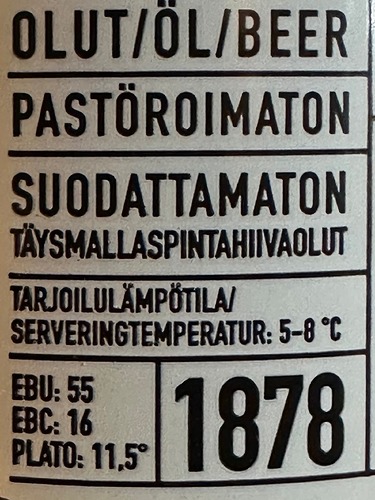 OLUT/ÖL/BEER
PASTÖROIMATON
SUODATTAMATON
TÄYSMALLASPINTAHIIVAOLUT
TARJOILULÄMPÖTILA/
SERVERINGTEMPERATUR: 5-8 °C
EBU: 55
EBC: 16
PLATO: 11,5°
1878